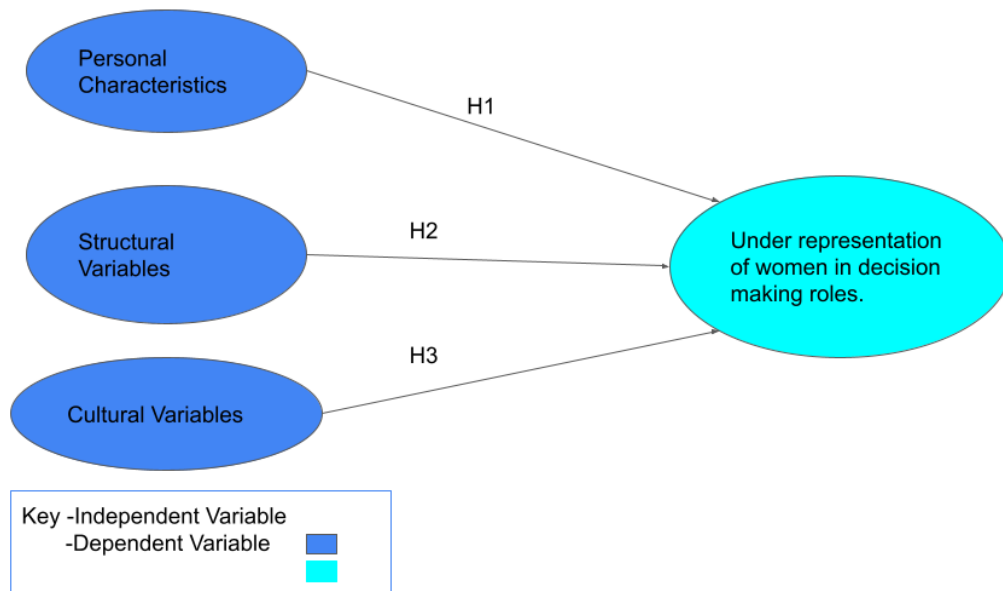 Personal
Characteristics
H1
Structural
Variables
H2
Under representation
of women in decision
making roles.
H3
Cultural Variables
Key -Independent Variable
-Dependent Variable